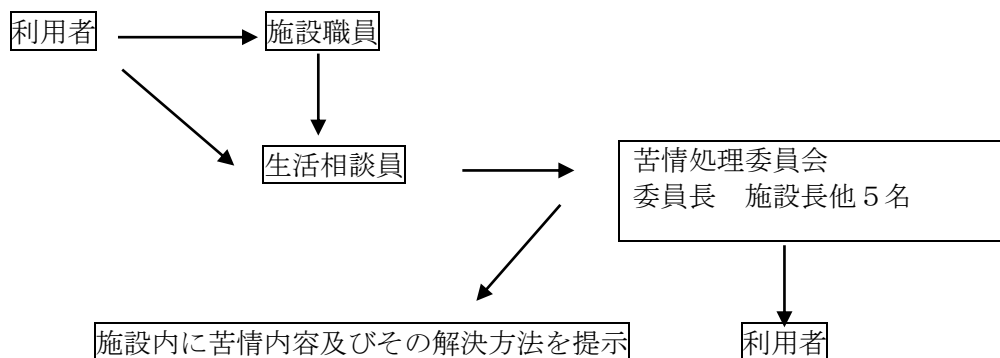 利用者
施設職員
生活相談員
苦情処理委員会
委員長　施設長他５名
施設内に苦情内容及びその解決方法を提示
利用者